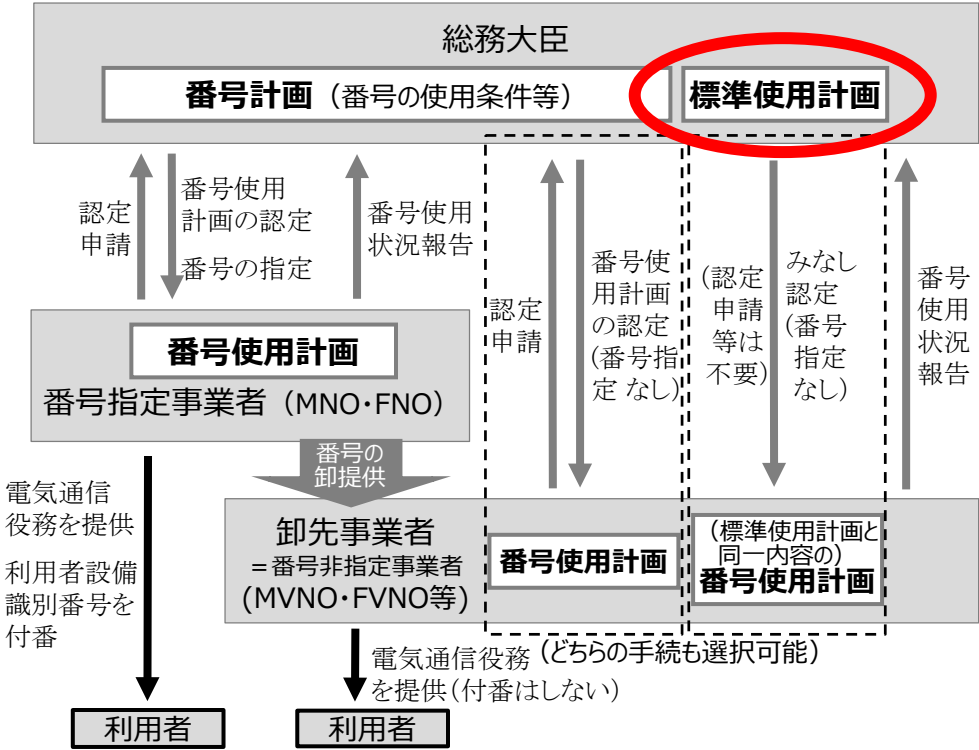 総務大臣
番号計画（番号の使用条件等）
標準使用計画
認定
申請
番号使用
計画の認定
番号の指定
番号使用
状況報告
認定
申請
番号使
用計画
の認定
(番号指
定 なし)
(認定
申請
等は
不要)
みなし
認定
(番号
指定
なし)
番号
使用
状況
報告
番号使用計画
番号指定事業者（MNO・FNO）
番号の
卸提供
電気通信
役務を提供
利用者設備
識別番号を
付番
卸先事業者
＝番号非指定事業者
(MVNO・FVNO等)
番号使用計画
（標準使用計画と
同一内容の）
番号使用計画
電気通信役務
を提供（付番はしない）
（どちらの手続も選択可能）
利用者
利用者